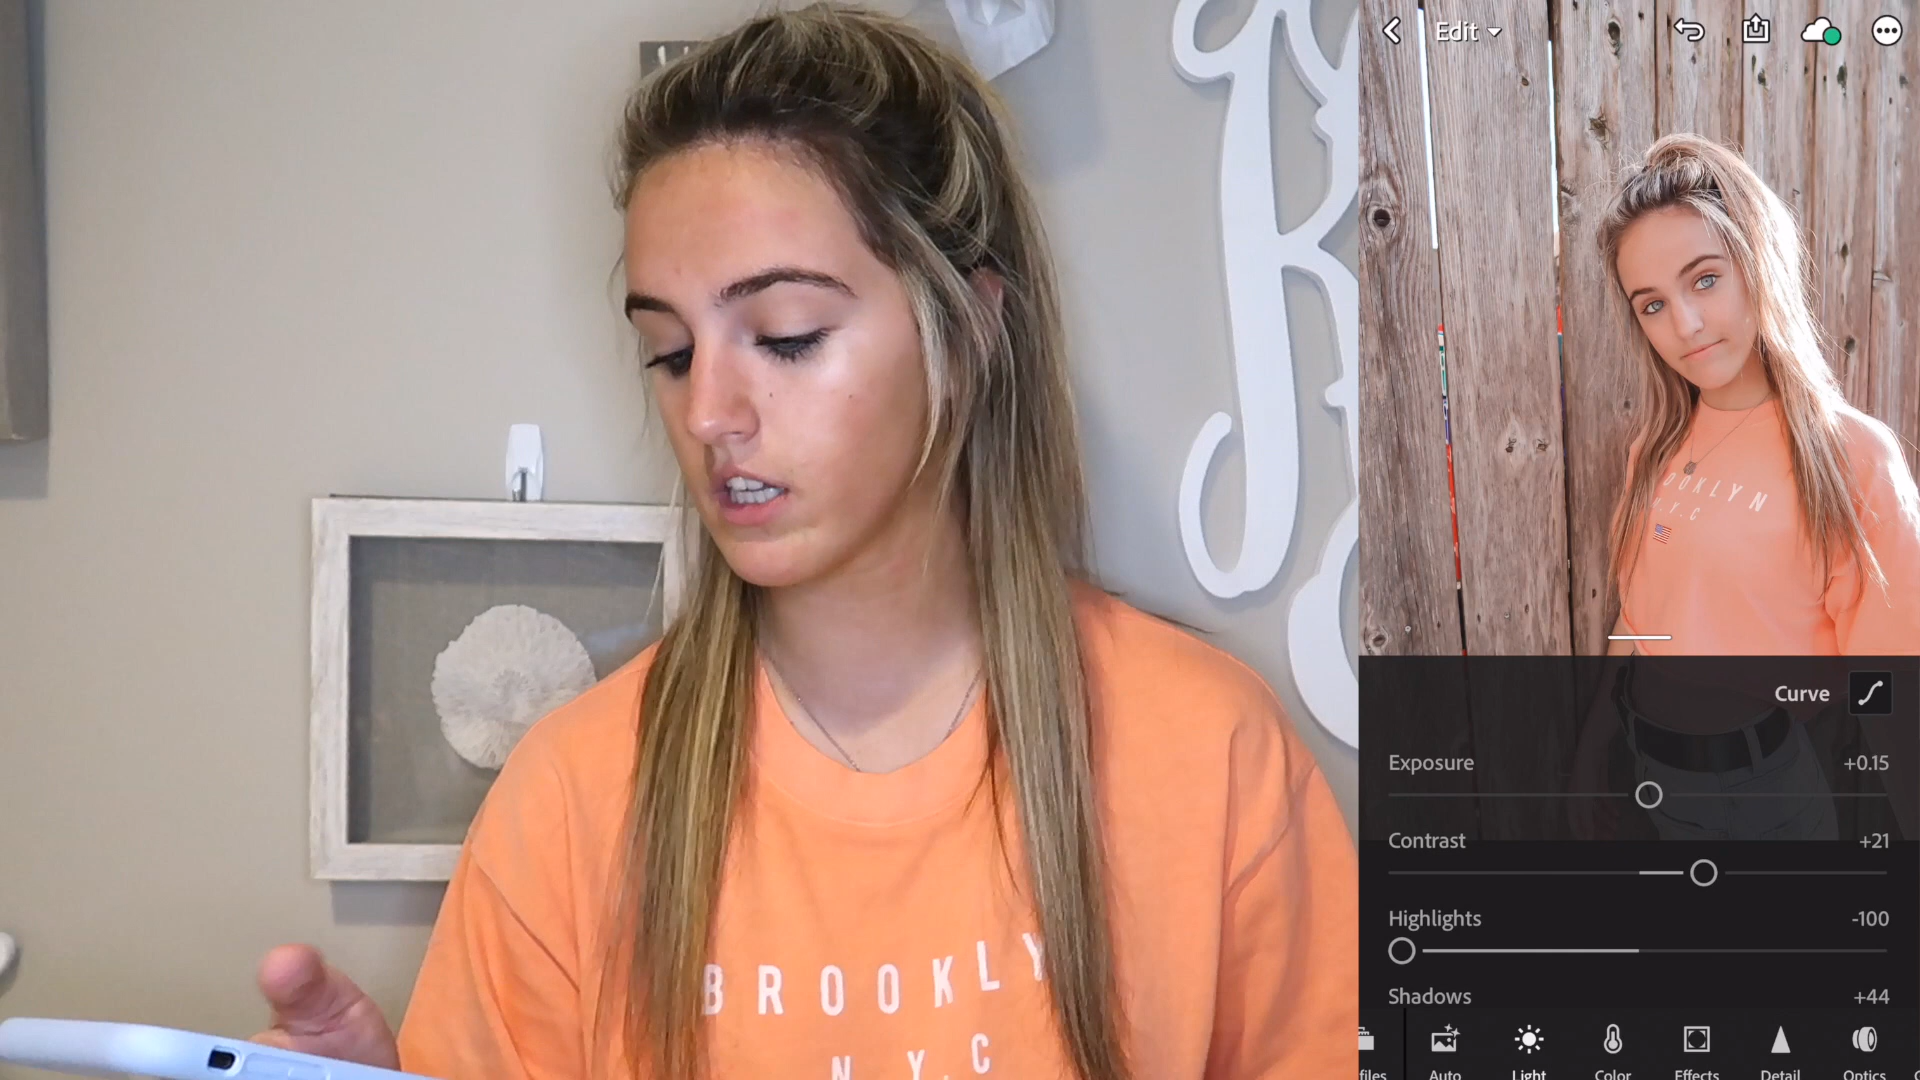 Edit
OOKLYN
N.Y.C
Curve
Exposure +0.15
Contrast +21
Highlights -100
Shadows +44
files Auto Light Color Effects Detail Optics
BROOKLY
N.Y.C